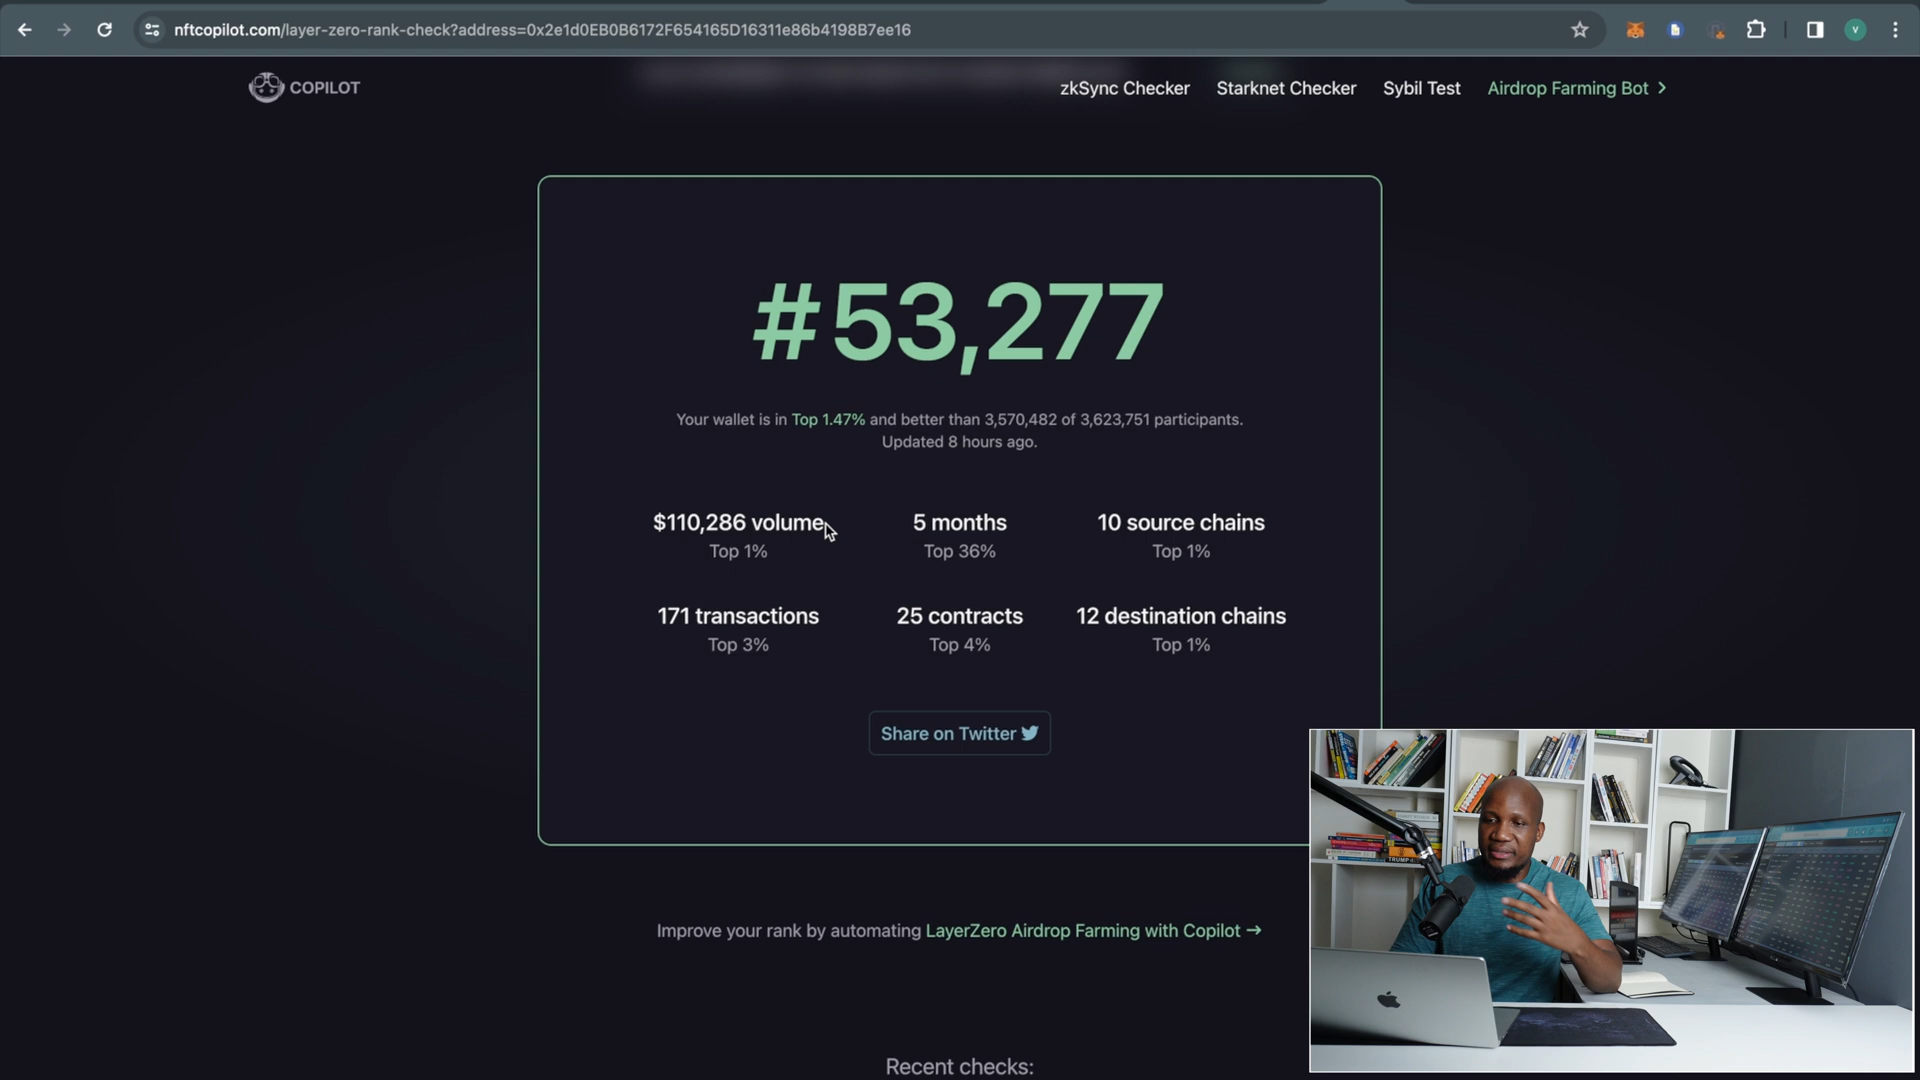 nftcopilot.com/layer-zero-rank-check?address=0x2e1d0EB0B6172F654165D16311e86b4198B7ee16
V
COPILOT
zkSync Checker
Starknet Checker
Sybil Test
Airdrop Farming Bot
#53,277
Your wallet is in Top 1.47% and better than 3,570,482 of 3,623,751 participants.
Updated 8 hours ago.
$110,286 volume
Top 1%
5 months
Top 36%
10 source chains
Top 1%
171 transactions
Top 3%
25 contracts
Top 4%
12 destination chains
Top 1%
Share on Twitter
Improve your rank by automating LayerZero Airdrop Farming with Copilot →
Recent checks:
TRUMP